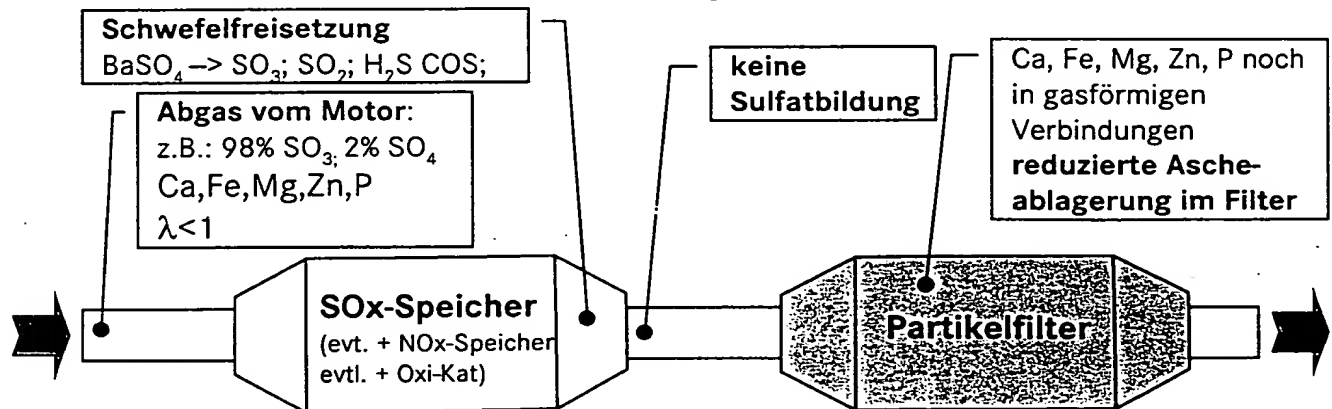 Schwefelfreisetzung
BaSO₄ –> SO₃; SO₂; H₂S COS;
Abgas vom Motor:
z.B.: 98% SO₃; 2% SO₄
Ca,Fe,Mg,Zn,P
λ<1
keine
Sulfatbildung
Ca, Fe, Mg, Zn, P noch
in gasförmigen
Verbindungen
reduzierte Asche-
ablagerung im Filter
SOx-Speicher
(evt. + NOx-Speicher
evtl. + Oxi-Kat)
Partikelfilter